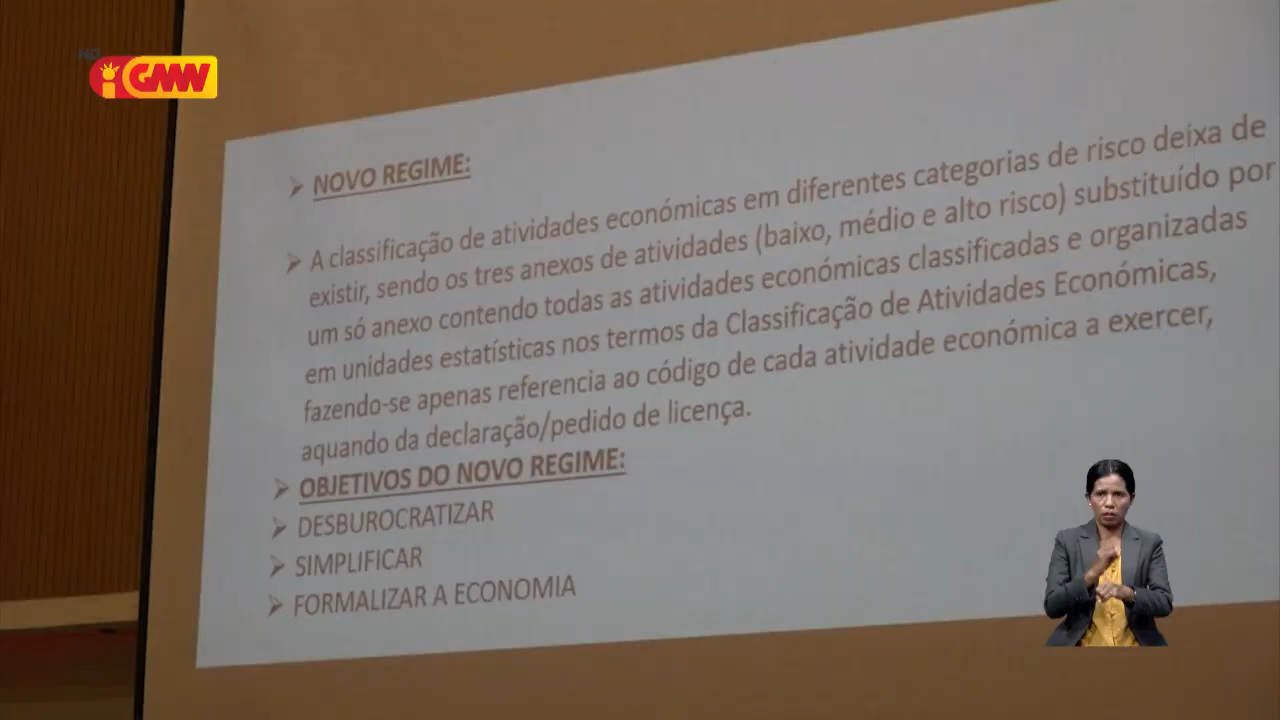 HD
GMN
NOVO REGIME:
A classificação de atividades económicas em diferentes categorias de risco deixa de
existir, sendo os tres anexos de atividades (baixo, médio e alto risco) substituído por
um só anexo contendo todas as atividades económicas classificadas e organizadas
em unidades estatísticas nos termos da Classificação de Atividades Económicas,
fazendo-se apenas referencia ao código de cada atividade económica a exercer,
aquando da declaração/pedido de licença.
OBJETIVOS DO NOVO REGIME:
DESBUROCRATIZAR
SIMPLIFICAR
FORMALIZAR A ECONOMIA